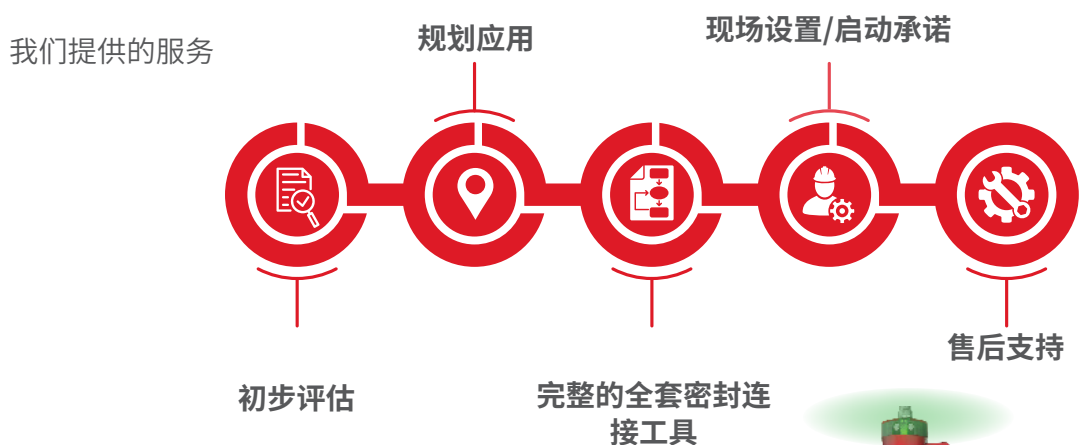 我们提供的服务
规划应用
现场设置/启动承诺
初步评估
完整的全套密封连
接工具
售后支持